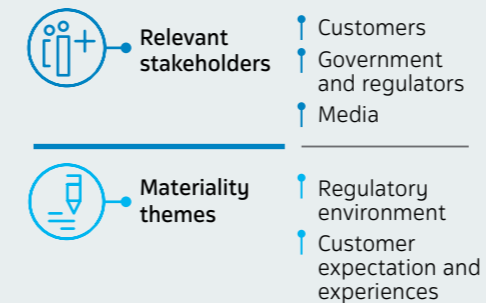 Relevant
stakeholders
Customers
Government
and regulators
Media
Materiality
themes
Regulatory
environment
Customer
expectation and
experiences